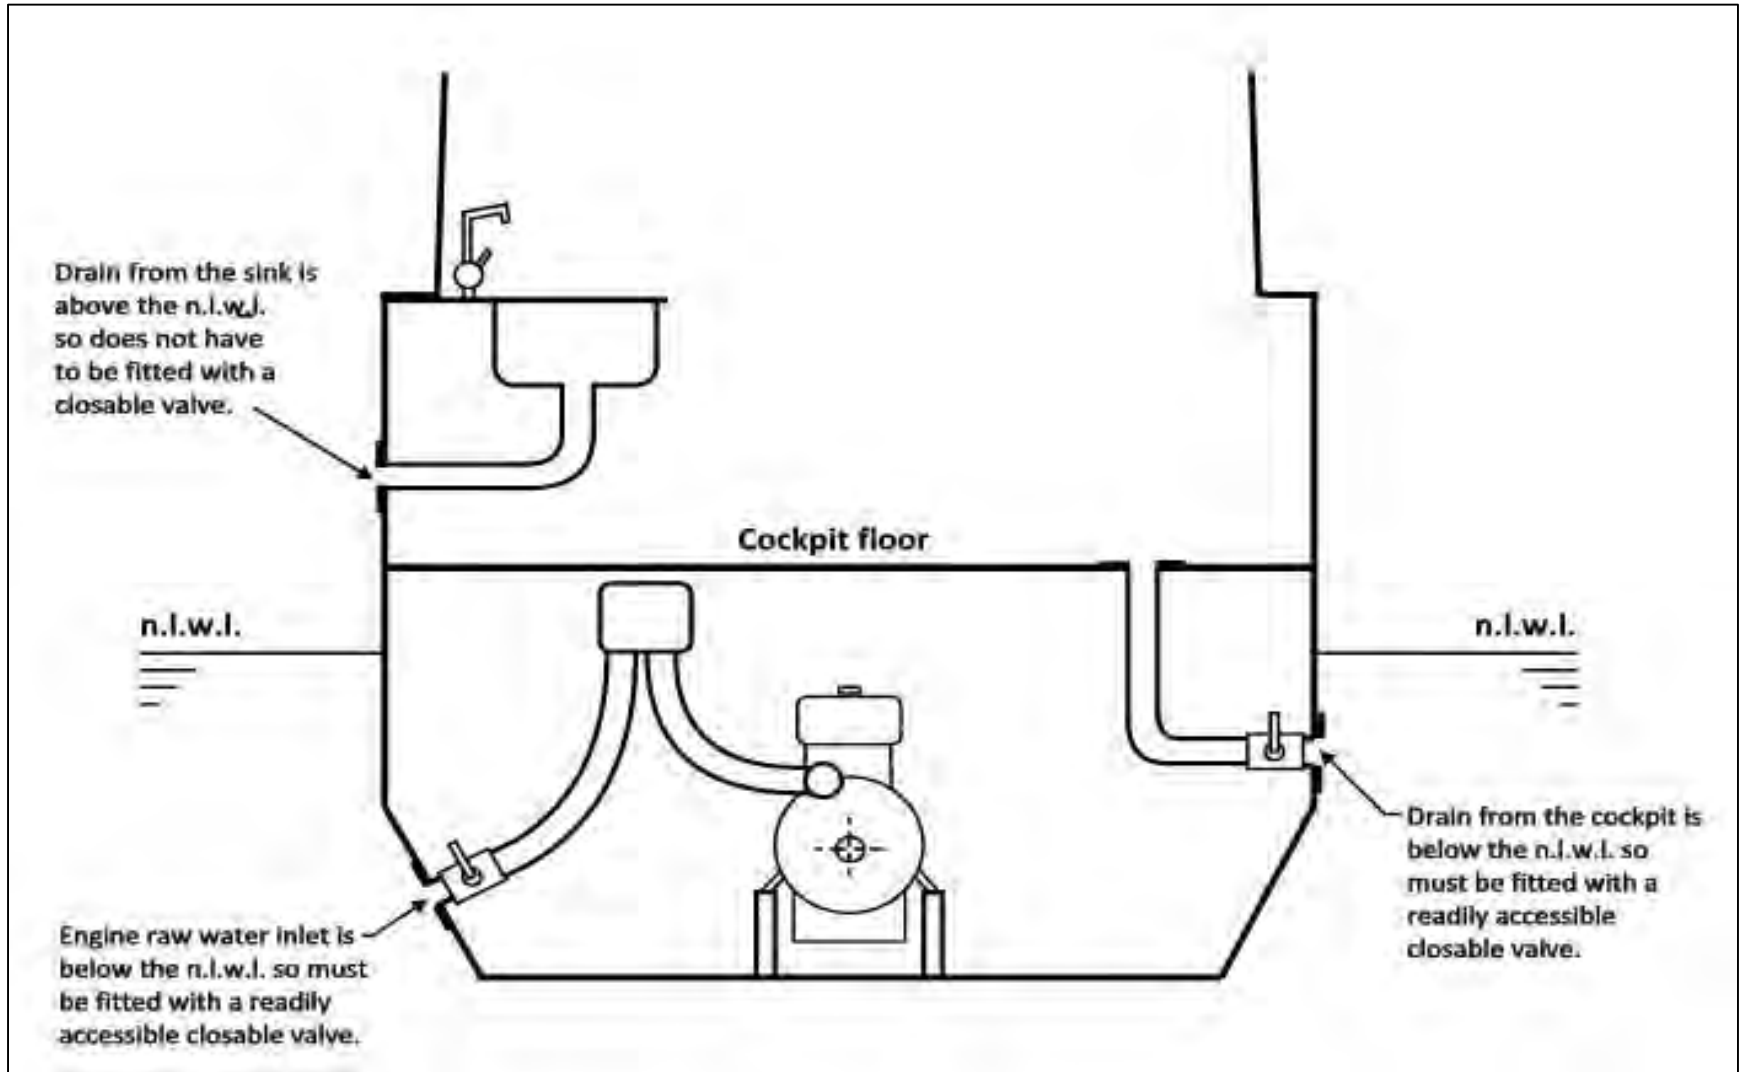 Drain from the sink is
above the n.l.w.l.
so does not have
to be fitted with a
closable valve.
Cockpit floor
n.l.w.l.
n.l.w.l.
Drain from the cockpit is
below the n.l.w.l. so
must be fitted with a
readily accessible
closable valve.
Engine raw water inlet is
below the n.l.w.l. so must
be fitted with a readily
accessible closable valve.